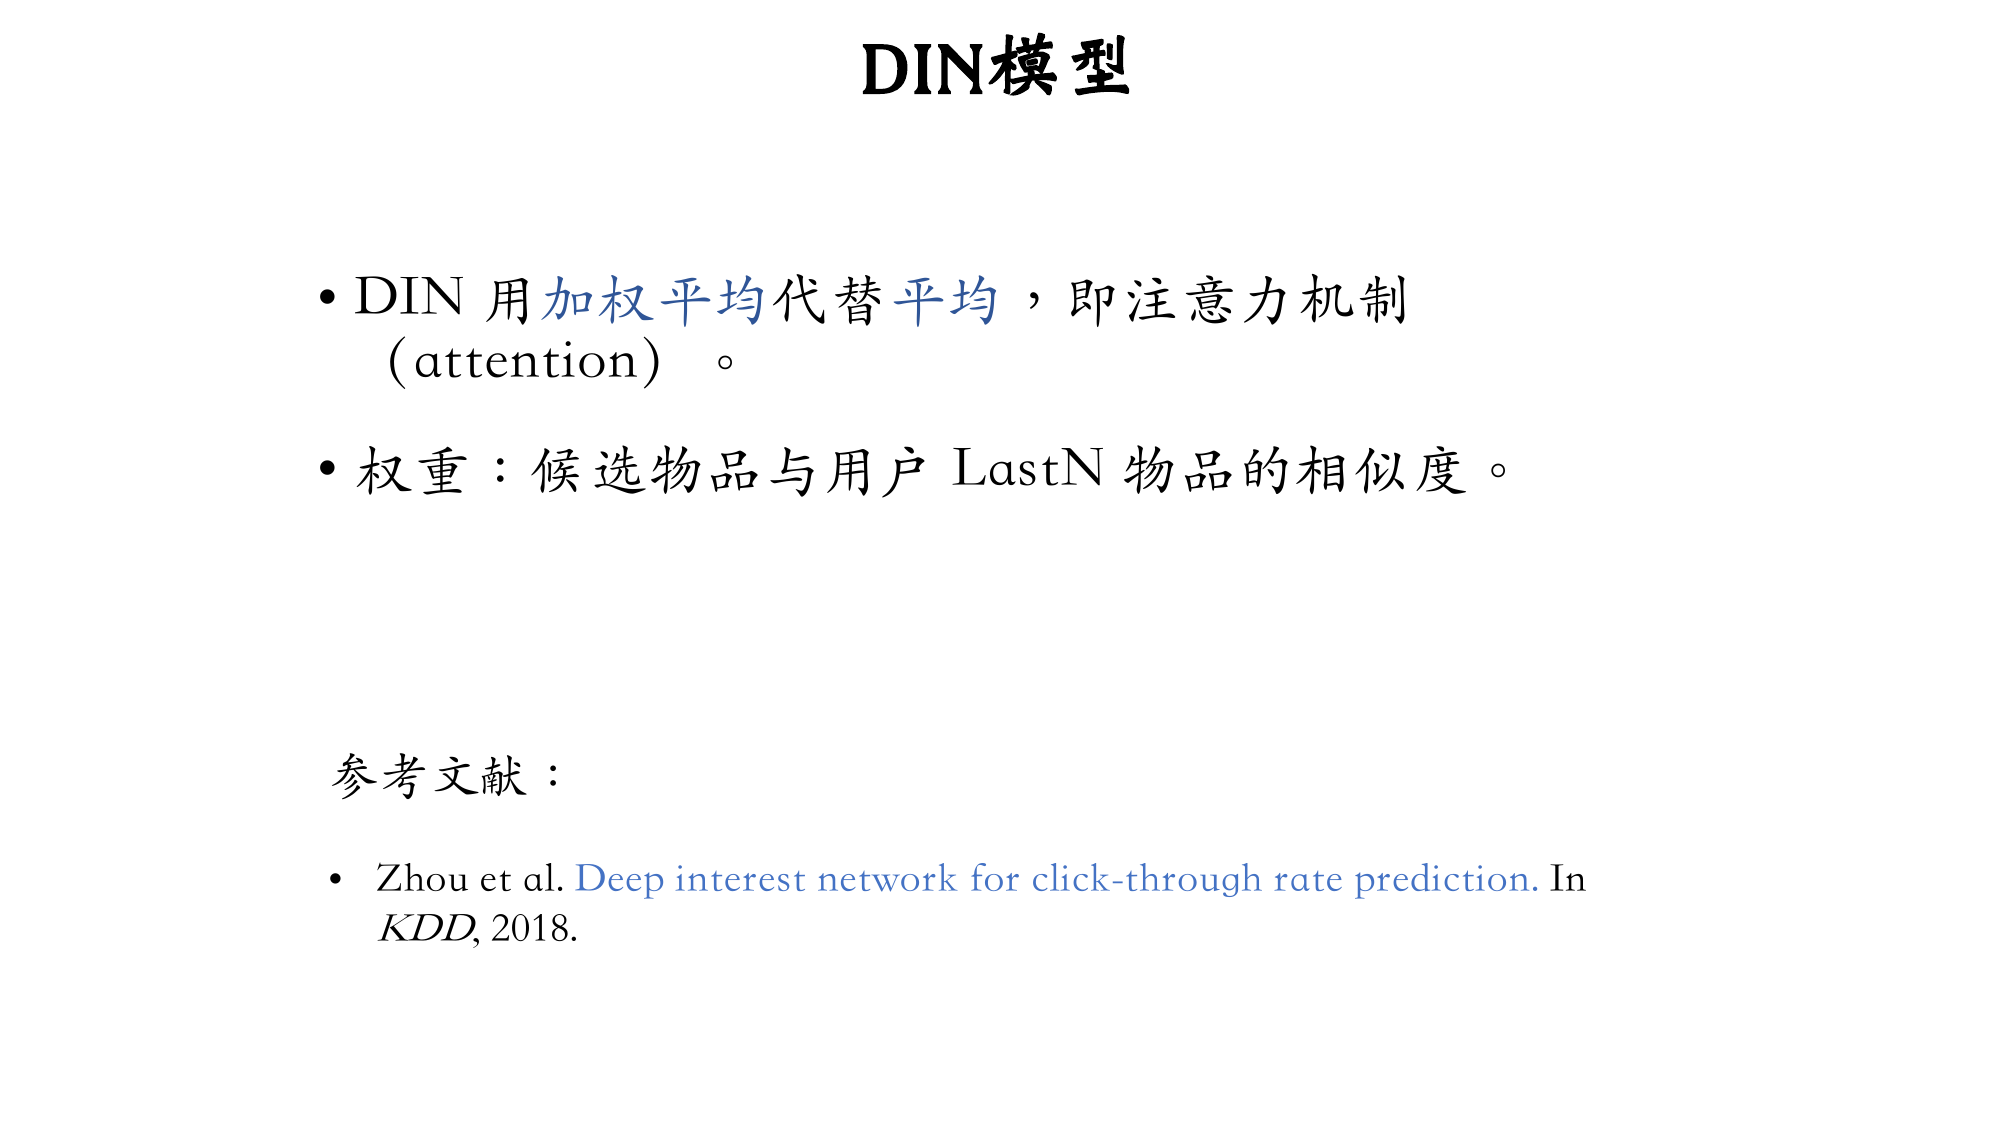 DIN模型
• DIN 用加权平均代替平均，即注意力机制
（attention）。
• 权重：候选物品与用户 LastN 物品的相似度。
参考文献：
• Zhou et al. Deep interest network for click-through rate prediction. In
KDD, 2018.